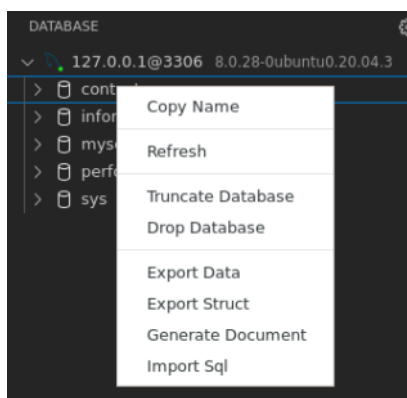 DATABASE
127.0.0.1@3306 8.0.28-0ubuntu0.20.04.3
sys
Copy Name
Refresh
Truncate Database
Drop Database
Export Data
Export Struct
Generate Document
Import Sql